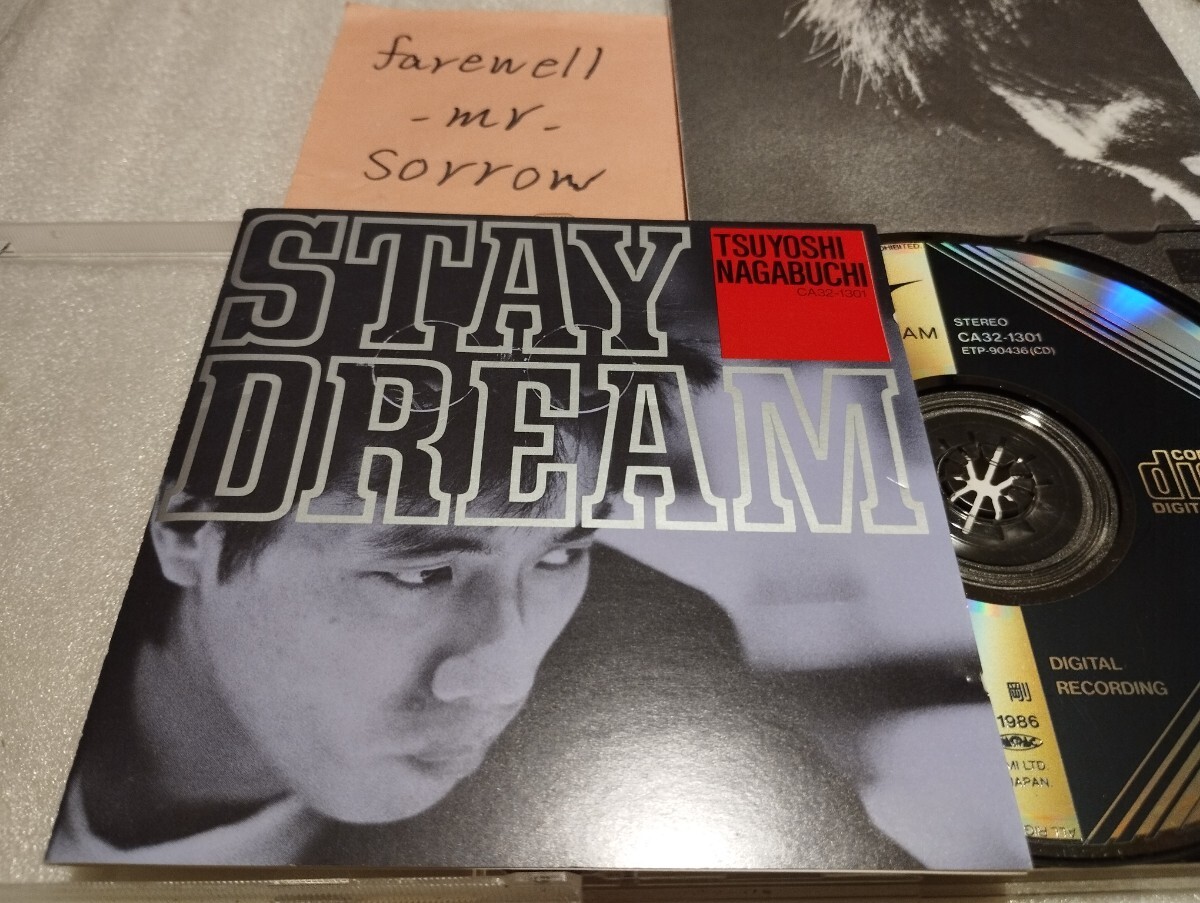 farewell
-mr-
sorrow
STAY
DREAM
TSUYOSHI
NAGABUCHI
CA32-1301
STEREO
CA32-1301
ETP-90436(CD)
DIGITAL
RECORDING
剛
1986
JAPAN.